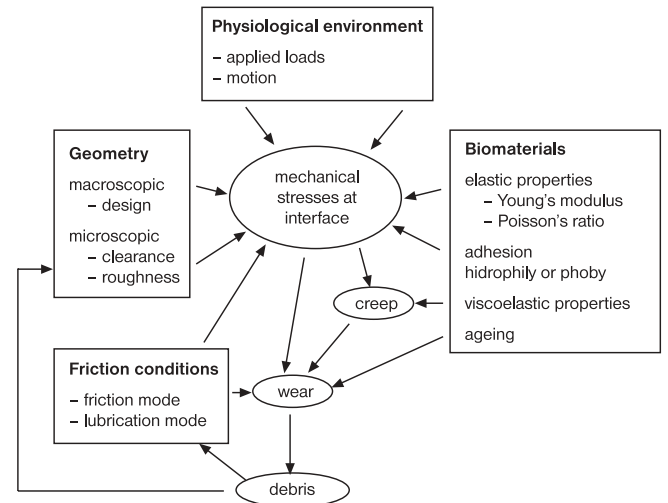 Physiological environment
– applied loads
– motion
Geometry
macroscopic
– design
microscopic
– clearance
– roughness
mechanical
stresses at
interface
Biomaterials
elastic properties
– Young's modulus
– Poisson's ratio
adhesion
hidrophily or phoby
viscoelastic properties
ageing
creep
Friction conditions
– friction mode
– lubrication mode
wear
debris